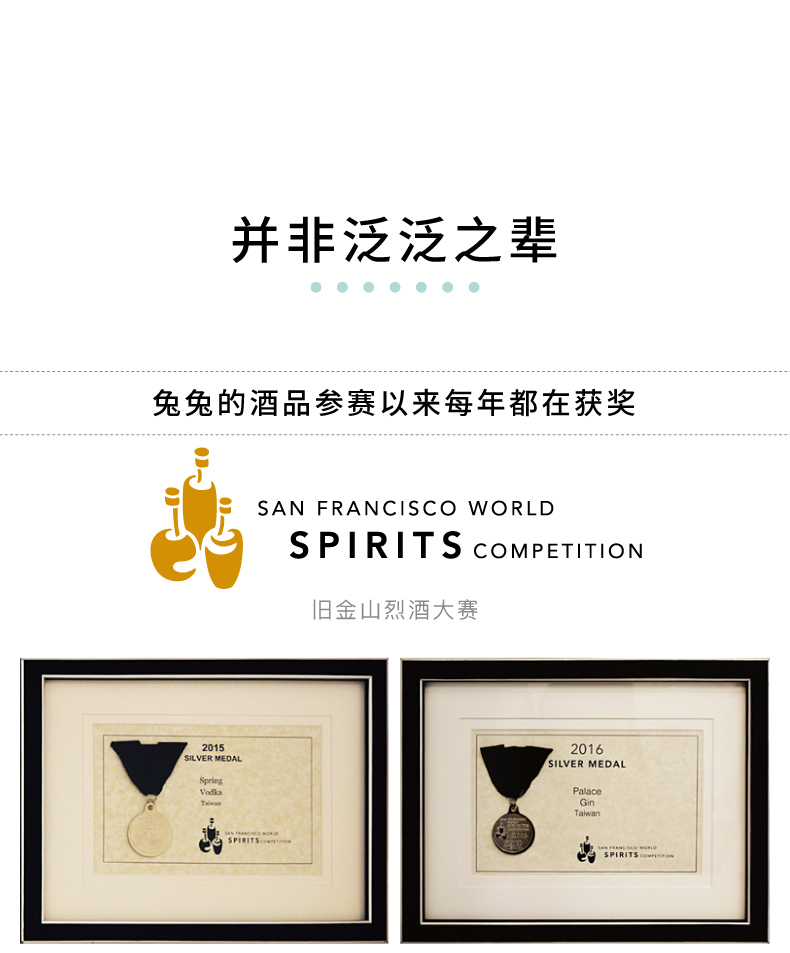 并非泛泛之辈
兔兔的酒品参赛以来每年都在获奖
SAN FRANCISCO WORLD
SPIRITS COMPETITION
旧金山烈酒大赛
2015
SILVER MEDAL
Spring
Vodka
Taiwan
SAN FRANCISCO WORLD
SPIRITS COMPETITION
2016
SILVER MEDAL
Palace
Gin
Taiwan
SAN FRANCISCO WORLD
SPIRITS COMPETITION